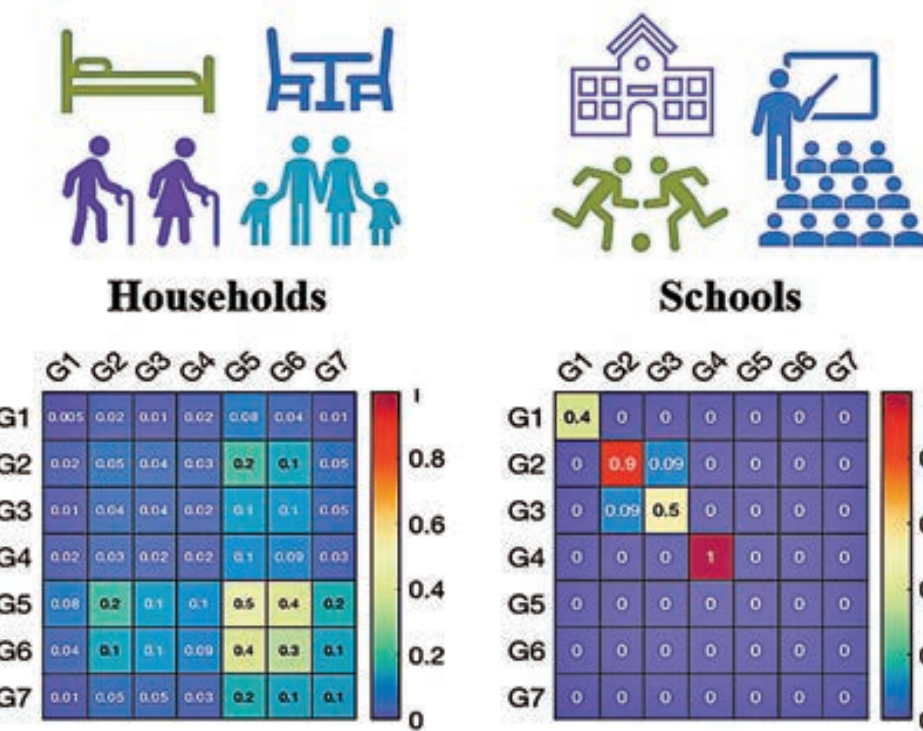 Households
Schools
G1 G2 G3 G4 G5 G6 G7
G1 0.005 0.02 0.01 0.02 0.08 0.04 0.01
G2 0.02 0.05 0.04 0.03 0.2 0.1 0.05
G3 0.01 0.04 0.04 0.02 0.1 0.1 0.05
G4 0.02 0.03 0.02 0.02 0.1 0.09 0.03
G5 0.08 0.2 0.1 0.1 0.5 0.4 0.2
G6 0.04 0.1 0.1 0.09 0.4 0.3 0.1
G7 0.01 0.05 0.05 0.03 0.2 0.1 0.1
1
0.8
0.6
0.4
0.2
0
G1 G2 G3 G4 G5 G6 G7
G1 0.4 0 0 0 0 0 0
G2 0 0.9 0.09 0 0 0 0
G3 0 0.09 0.5 0 0 0 0
G4 0 0 0 1 0 0 0
G5 0 0 0 0 0 0 0
G6 0 0 0 0 0 0 0
G7 0 0 0 0 0 0 0